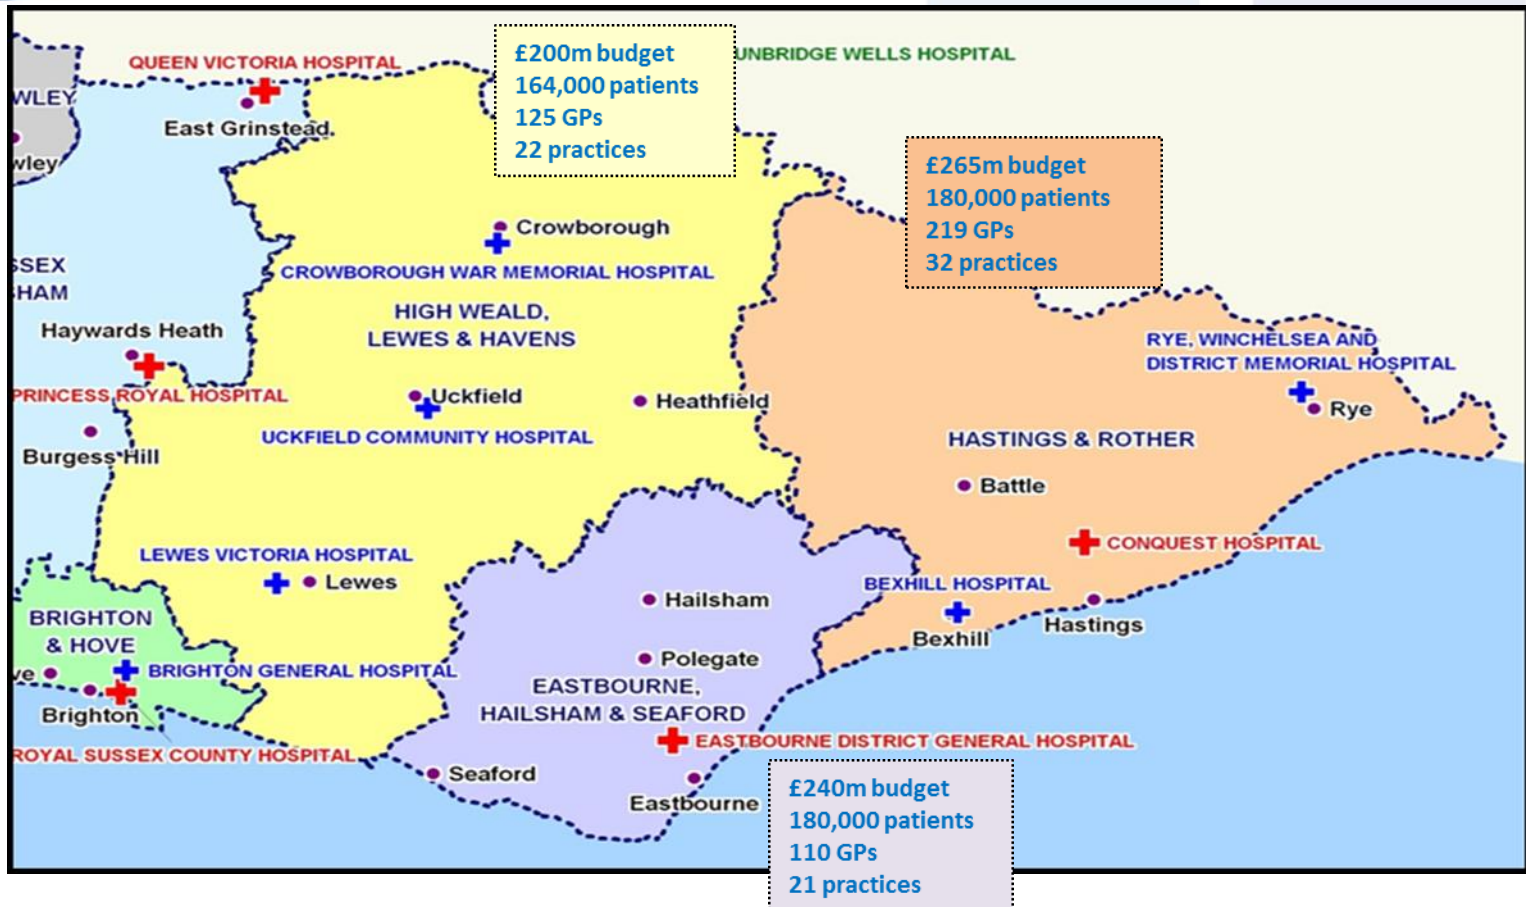 QUEEN VICTORIA HOSPITAL
£200m budget
164,000 patients
125 GPs
22 practices
UNBRIDGE WELLS HOSPITAL
WLEY
East Grinstead
wley
£265m budget
180,000 patients
219 GPs
32 practices
Crowborough
CROWBOROUGH WAR MEMORIAL HOSPITAL
SSEX
HAM
HIGH WEALD,
LEWES & HAVENS
Haywards Heath
PRINCESS ROYAL HOSPITAL
RYE, WINCHELSEA AND
DISTRICT MEMORIAL HOSPITAL
Rye
Uckfield
Heathfield
UCKFIELD COMMUNITY HOSPITAL
Burgess Hill
HASTINGS & ROTHER
Battle
CONQUEST HOSPITAL
LEWES VICTORIA HOSPITAL
Lewes
BEXHILL HOSPITAL
Bexhill
Hastings
Hailsham
Polegate
BRIGHTON
& HOVE
ve
BRIGHTON GENERAL HOSPITAL
Brighton
ROYAL SUSSEX COUNTY HOSPITAL
EASTBOURNE,
HAILSHAM & SEAFORD
EASTBOURNE DISTRICT GENERAL HOSPITAL
Seaford
Eastbourne
£240m budget
180,000 patients
110 GPs
21 practices